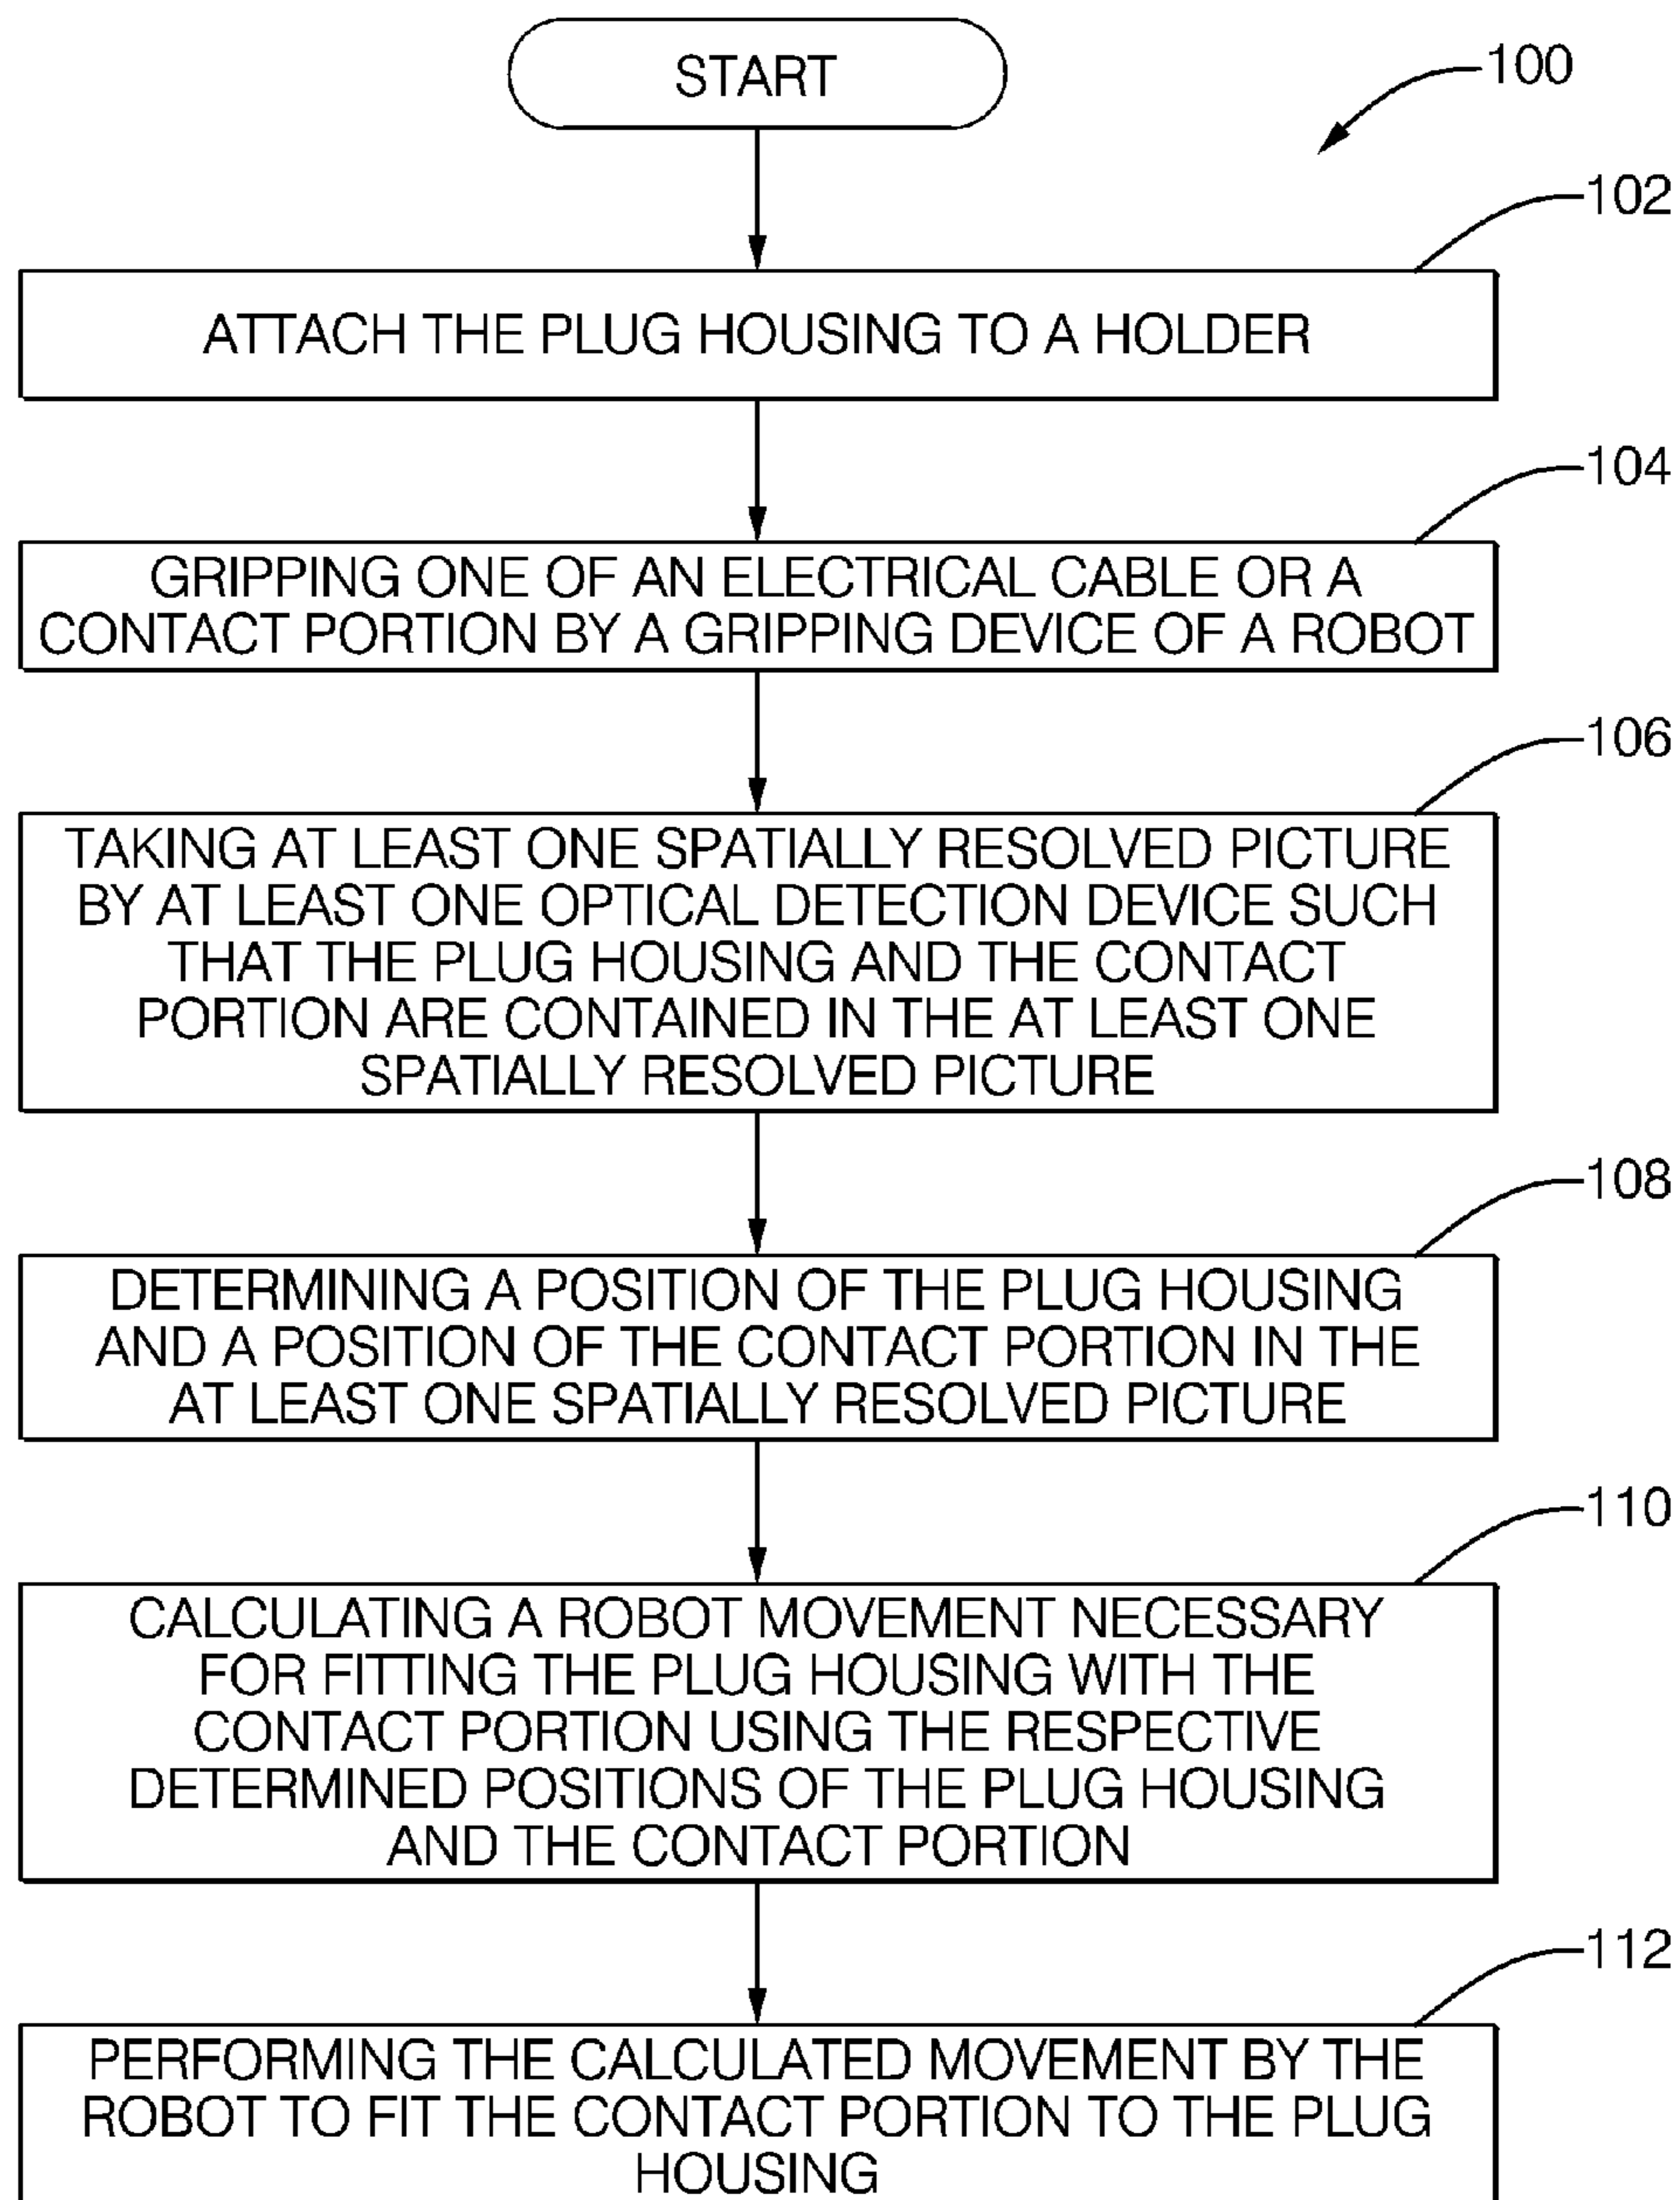 START
100
102
ATTACH THE PLUG HOUSING TO A HOLDER
104
GRIPPING ONE OF AN ELECTRICAL CABLE OR A
CONTACT PORTION BY A GRIPPING DEVICE OF A ROBOT
106
TAKING AT LEAST ONE SPATIALLY RESOLVED PICTURE
BY AT LEAST ONE OPTICAL DETECTION DEVICE SUCH
THAT THE PLUG HOUSING AND THE CONTACT
PORTION ARE CONTAINED IN THE AT LEAST ONE
SPATIALLY RESOLVED PICTURE
108
DETERMINING A POSITION OF THE PLUG HOUSING
AND A POSITION OF THE CONTACT PORTION IN THE
AT LEAST ONE SPATIALLY RESOLVED PICTURE
110
CALCULATING A ROBOT MOVEMENT NECESSARY
FOR FITTING THE PLUG HOUSING WITH THE
CONTACT PORTION USING THE RESPECTIVE
DETERMINED POSITIONS OF THE PLUG HOUSING
AND THE CONTACT PORTION
112
PERFORMING THE CALCULATED MOVEMENT BY THE
ROBOT TO FIT THE CONTACT PORTION TO THE PLUG
HOUSING